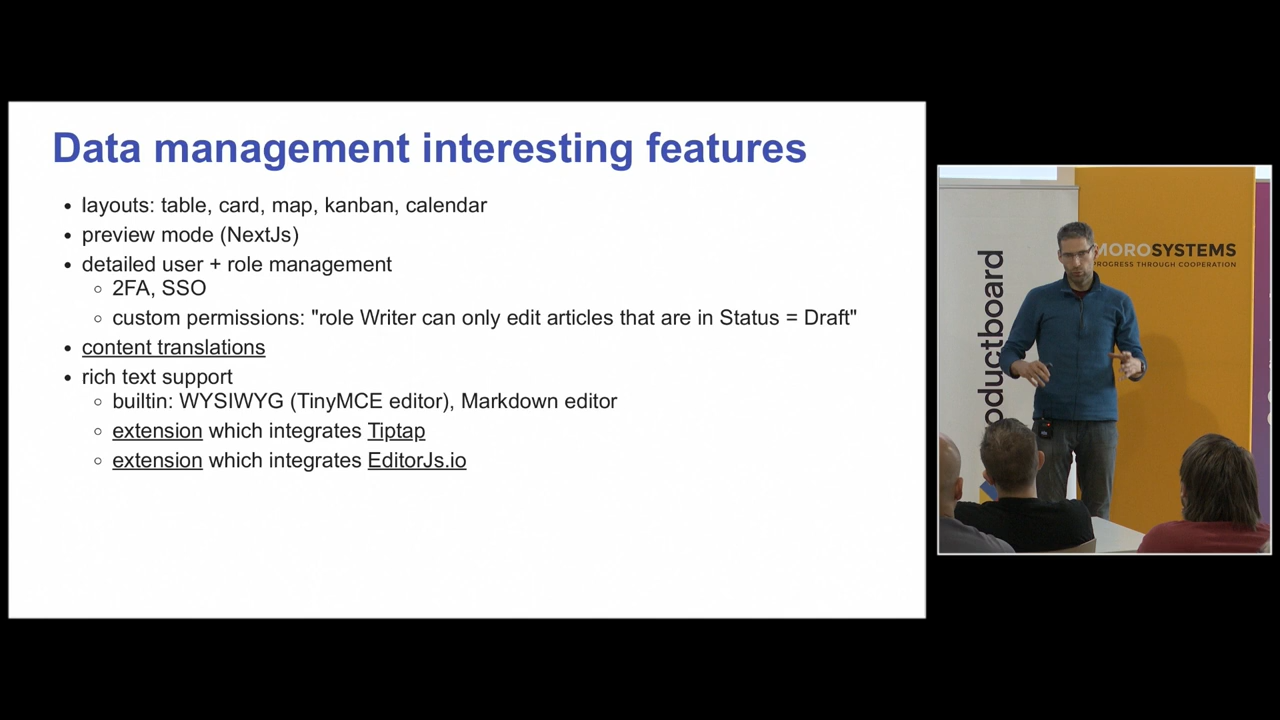 Data management interesting features
layouts: table, card, map, kanban, calendar
preview mode (NextJs)
detailed user + role management
2FA, SSO
custom permissions: "role Writer can only edit articles that are in Status = Draft"
content translations
rich text support
builtin: WYSIWYG (TinyMCE editor), Markdown editor
extension which integrates Tiptap
extension which integrates EditorJs.io
oductboard
MOROSYSTEMS
PROGRESS THROUGH COOPERATION